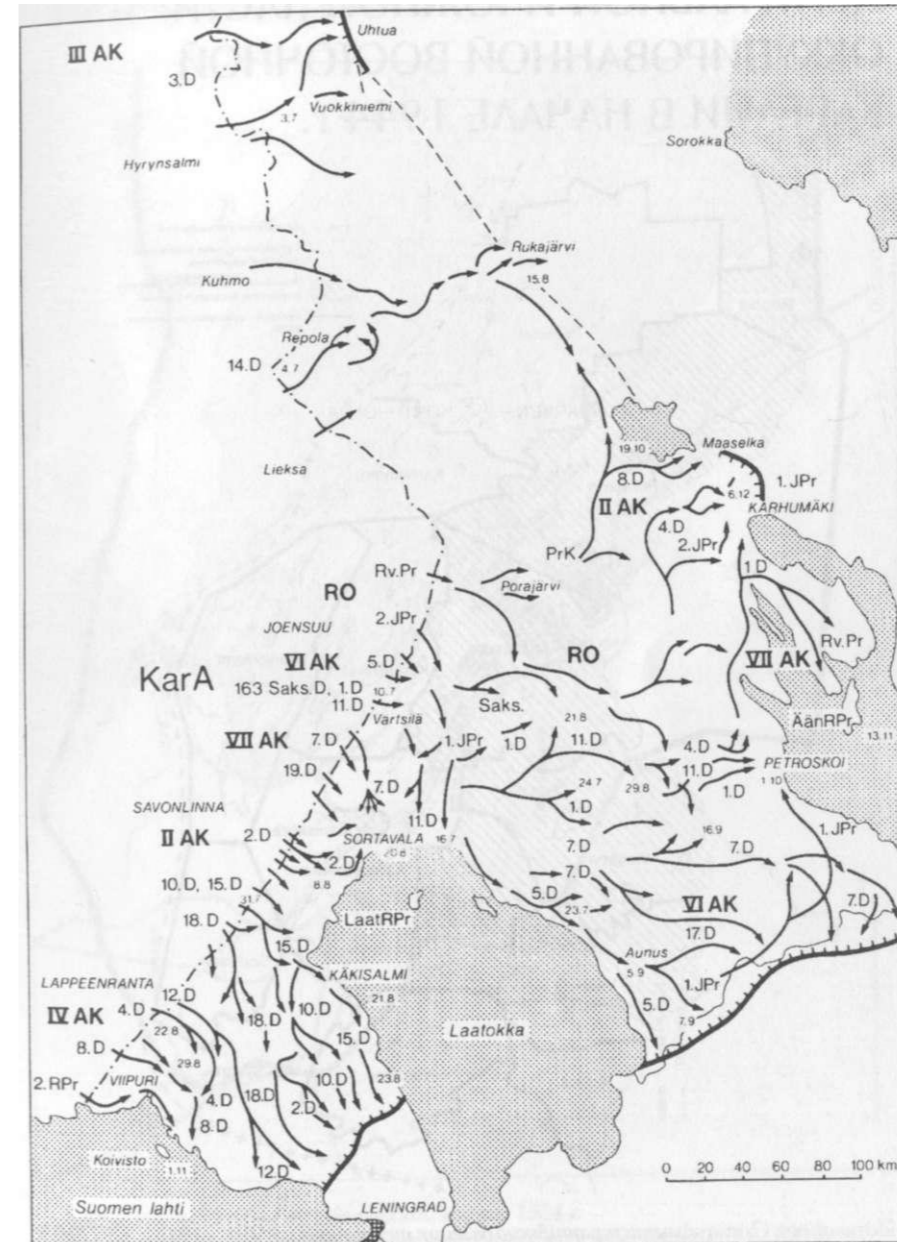 III AK
Uhtua
3.D
Vuokkiniemi
3.7
Sorokka
Hyrynsalmi
Rukajärvi
15.8
Kuhmo
Repola
14.D
4.7
Lieksa
19.10
Maaselka
8.D
1.JPr
II AK
6.12
KARHUMÄKI
4.D
2.JPr
PrK
1.D
Rv.Pr
Porajärvi
RO
2.JPr
Rv.Pr
JOENSUU
RO
VII AK
VI AK
5.D
KarA
163 Saks.D, 1.D
10.7
Saks.
ÄänRPr
11.D
Vartsilä
21.8
13.11
VII AK
7.D
1.JPr
1.D
11.D
4.D
PETROSKOI
19.D
11.D
1.10
24.7
29.8
7.D
1.D
1.D
SAVONLINNA
11.D
2.D
SORTAVALA
16.7
16.9
1.JPr
II AK
20.8
7.D
7.D
2.D
8.8
7.D
10.D, 15.D
5.D
7.D
31.7
23.7
VI AK
18.D
LaatRPr
17.D
15.D
Aunus
LAPPEENRANTA
KÄKISALMI
5.9
12.D
21.8
1.JPr
IV AK
4.D
18.D
10.D
5.D
22.8
7.9
15.D
Laatokka
8.D
29.8
VIIPURI
10.D
23.8
2.RPr
4.D
18.D
2.D
8.D
Koivisto
1.11
12.D
0 20 40 60 80 100 km
Suomen lahti
LENINGRAD